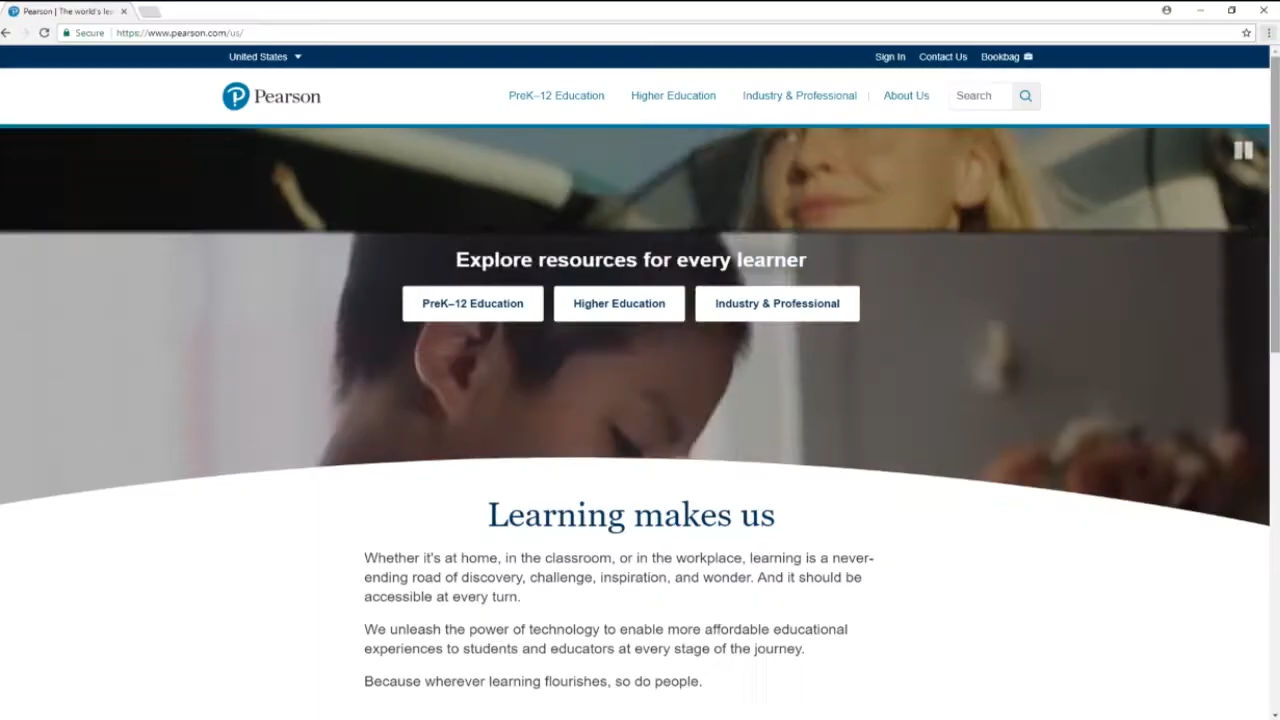 Pearson | The world's le
Secure https://www.pearson.com/us/
United States Sign In Contact Us Bookbag
Pearson PreK–12 Education Higher Education Industry & Professional About Us Search
Explore resources for every learner
PreK–12 Education Higher Education Industry & Professional
Learning makes us
Whether it's at home, in the classroom, or in the workplace, learning is a never-
ending road of discovery, challenge, inspiration, and wonder. And it should be
accessible at every turn.
We unleash the power of technology to enable more affordable educational
experiences to students and educators at every stage of the journey.
Because wherever learning flourishes, so do people.